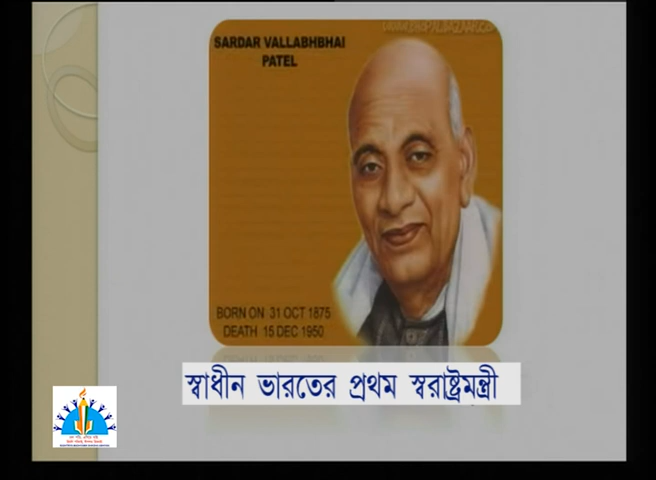 SARDAR VALLABHBHAI
PATEL
BORN ON 31 OCT 1875
DEATH 15 DEC 1950
স্বাধীন ভারতের প্রথম স্বরাষ্ট্রমন্ত্রী